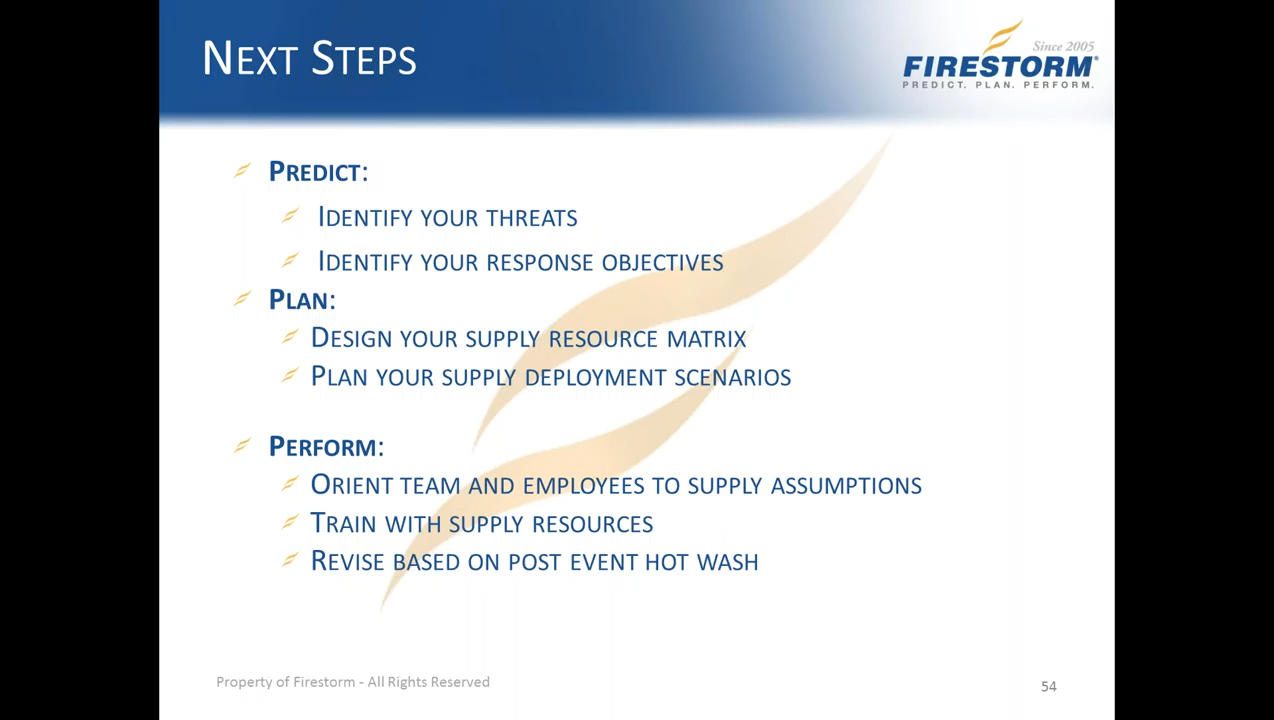 Next Steps
Since 2005
FIRESTORM®
PREDICT. PLAN. PERFORM.
Predict:
Identify your threats
Identify your response objectives
Plan:
Design your supply resource matrix
Plan your supply deployment scenarios
Perform:
Orient team and employees to supply assumptions
Train with supply resources
Revise based on post event hot wash
Property of Firestorm - All Rights Reserved
54